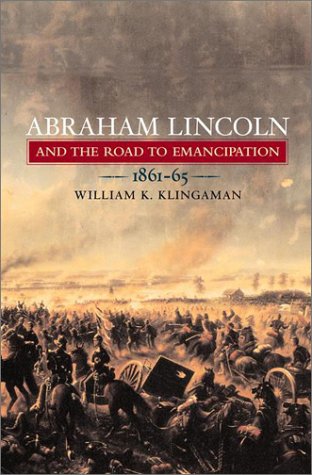 ABRAHAM LINCOLN
AND THE ROAD TO EMANCIPATION
1861-65
WILLIAM K. KLINGAMAN